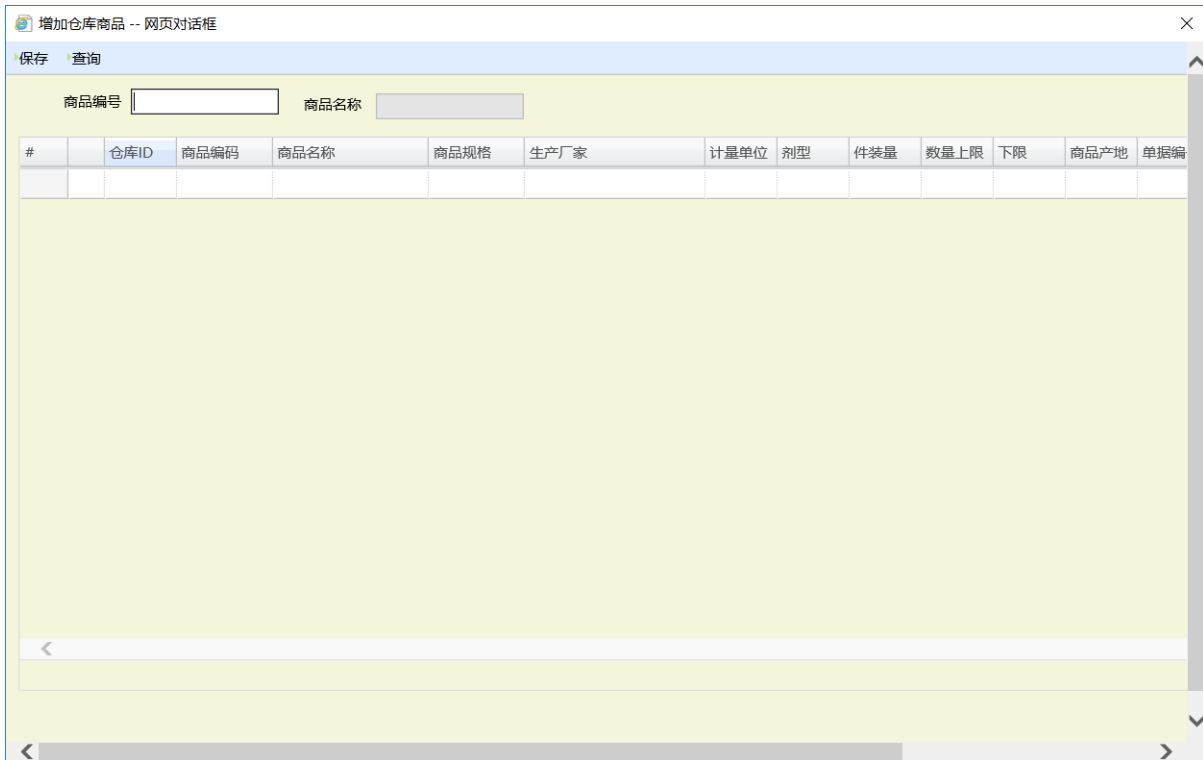 增加仓库商品 -- 网页对话框
保存 查询
商品编号 商品名称
# 仓库ID 商品编码 商品名称 商品规格 生产厂家 计量单位 剂型 件装量 数量上限 下限 商品产地 单据编